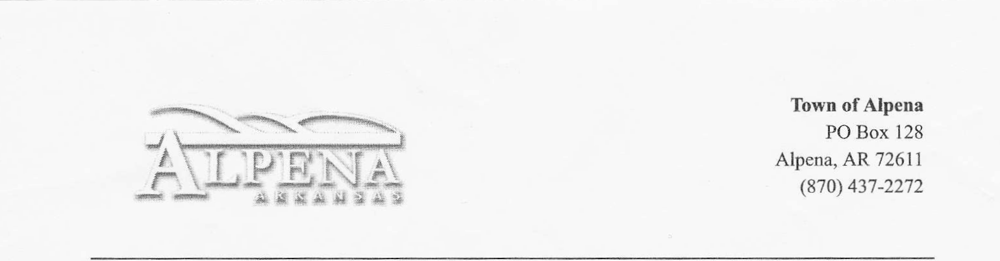 ALPENA
ARKANSAS
Town of Alpena
PO Box 128
Alpena, AR 72611
(870) 437-2272